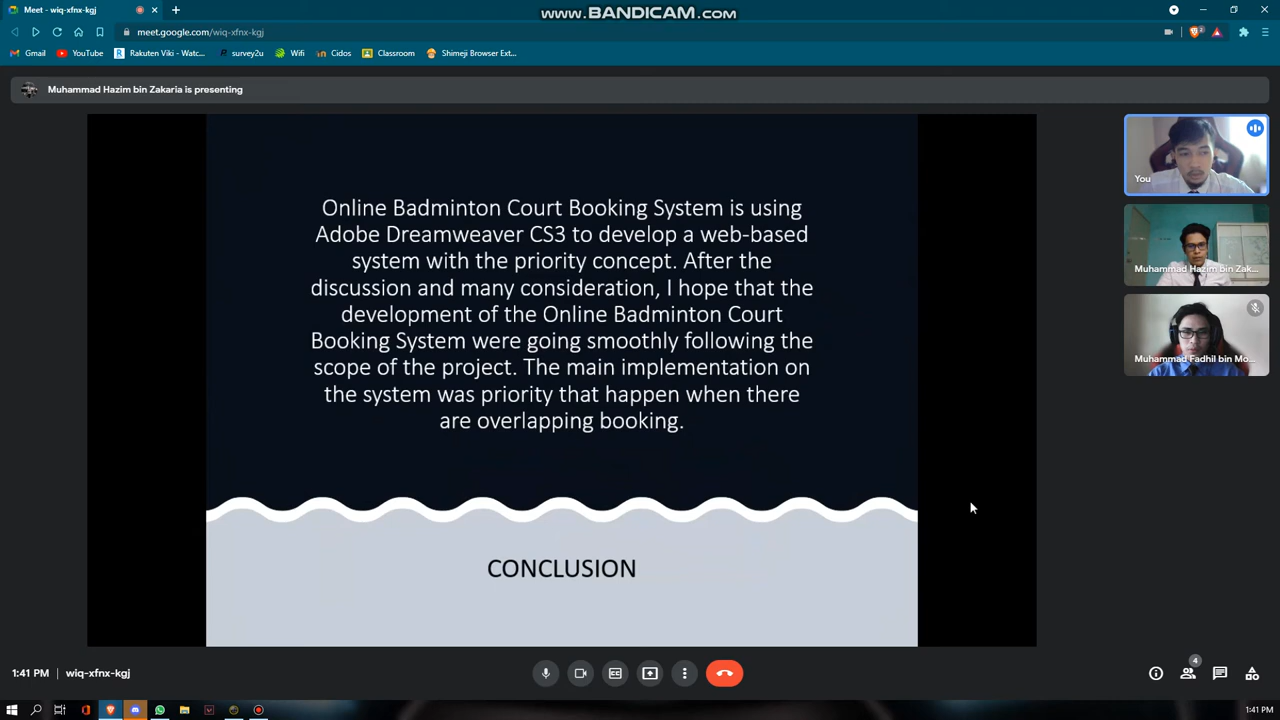 Meet - wiq-xfnx-kgj
www.BANDICAM.com
meet.google.com/wiq-xfnx-kgj
2
Gmail YouTube Rakuten Viki - Watc... survey2u Wifi Cidos Classroom Shimeji Browser Ext...
Muhammad Hazim bin Zakaria is presenting
Online Badminton Court Booking System is using
Adobe Dreamweaver CS3 to develop a web-based
system with the priority concept. After the
discussion and many consideration, I hope that the
development of the Online Badminton Court
Booking System were going smoothly following the
scope of the project. The main implementation on
the system was priority that happen when there
are overlapping booking.
CONCLUSION
You
Muhammad Hazim bin Zak...
Muhammad Fadhil bin Mo...
1:41 PM | wiq-xfnx-kgj
4
1:41 PM